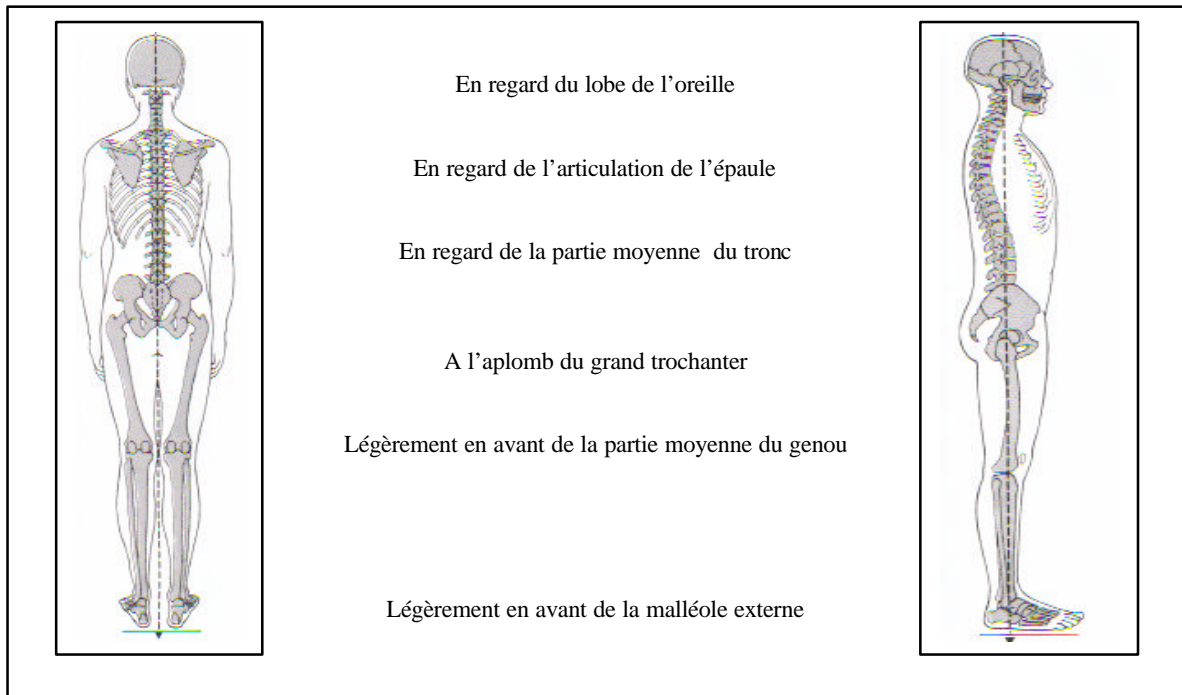 En regard du lobe de l’oreille
En regard de l’articulation de l’épaule
En regard de la partie moyenne du tronc
A l’aplomb du grand trochanter
Légèrement en avant de la partie moyenne du genou
Légèrement en avant de la malléole externe